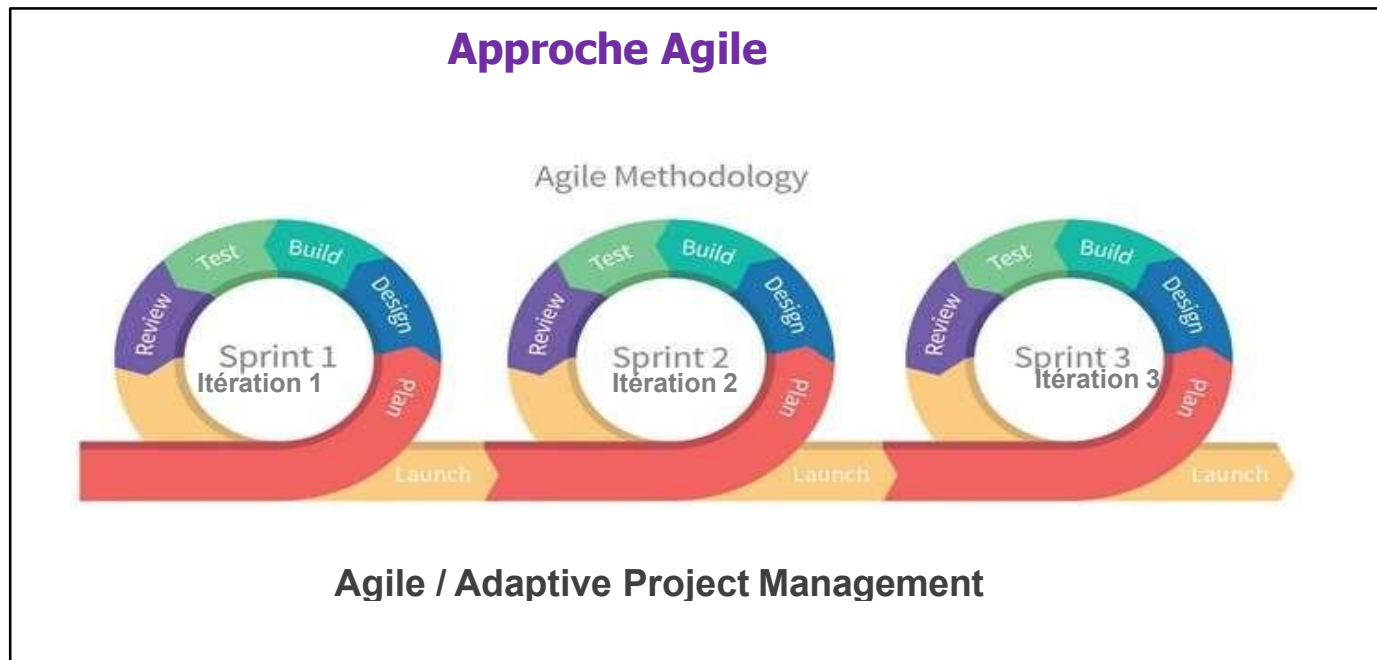 Approche Agile
Agile Methodology
Test
Build
Review
Design
Sprint 1
Itération 1
Plan
Launch
Test
Build
Review
Design
Sprint 2
Itération 2
Plan
Launch
Test
Build
Review
Design
Sprint 3
Itération 3
Plan
Launch
Agile / Adaptive Project Management